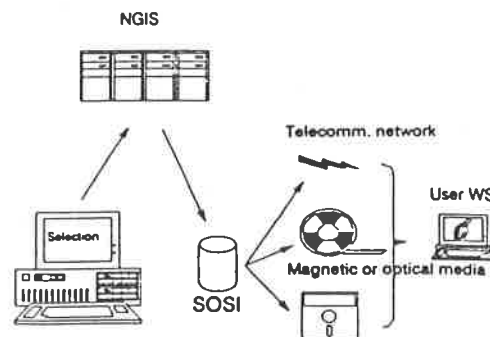 NGIS
Telecomm. network
User WS
Selection
Magnetic or optical media
SOSI